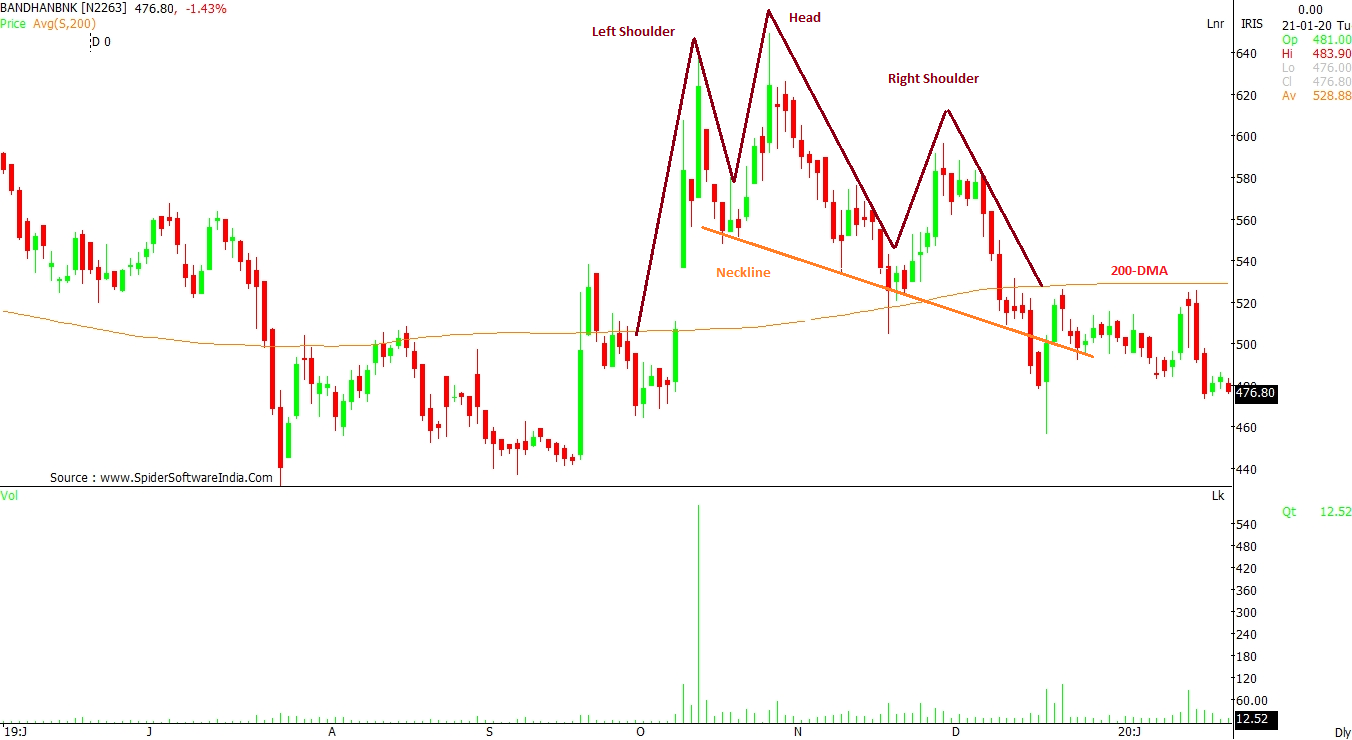 BANDHANBNK [N2263] 476.80, -1.43%
Price Avg(S,200)
D 0
Left Shoulder
Head
Right Shoulder
Neckline
200-DMA
Source : www.SpiderSoftwareIndia.Com
Lnr
IRIS
0.00
21-01-20 Tu
Op 481.00
Hi 483.90
Lo 476.00
Cl 476.80
Av 528.88
640
620
600
580
560
540
520
500
480
476.80
460
440
Vol
Lk
Qt 12.52
540
480
420
360
300
240
180
120
60.00
12.52
19:J
J
A
S
O
N
D
20:J
Dly